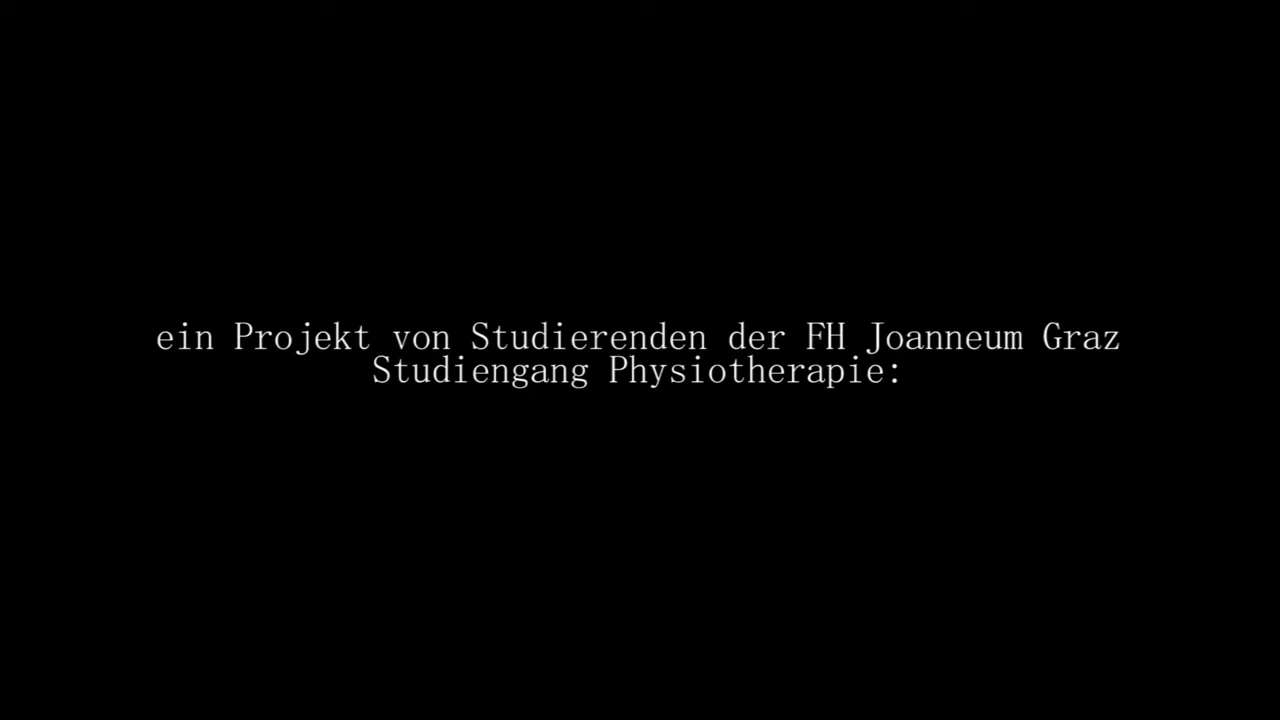 ein Projekt von Studierenden der FH Joanneum Graz
Studiengang Physiotherapie: